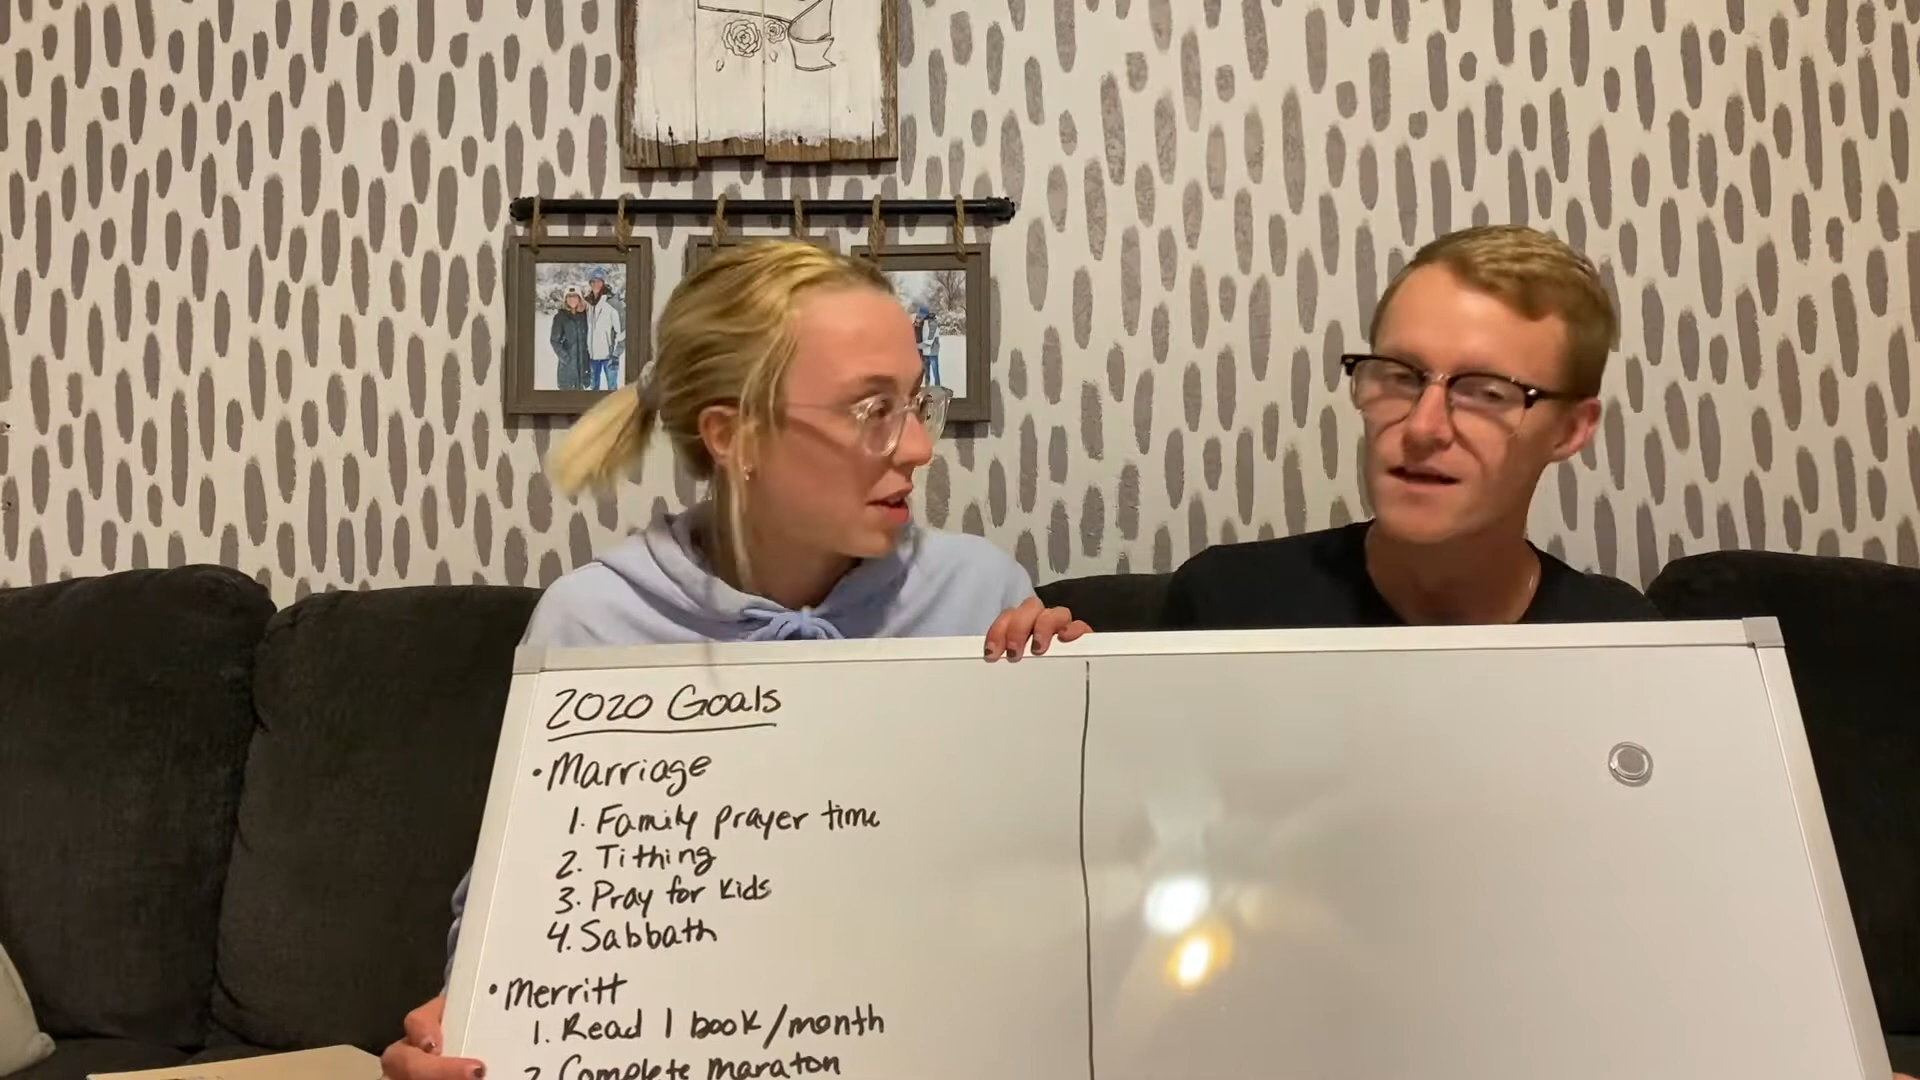 2020 Goals
• Marriage
1. Family prayer time
2. Tithing
3. Pray for kids
4. Sabbath
• Merritt
1. Read 1 book/month
2. Complete maraton